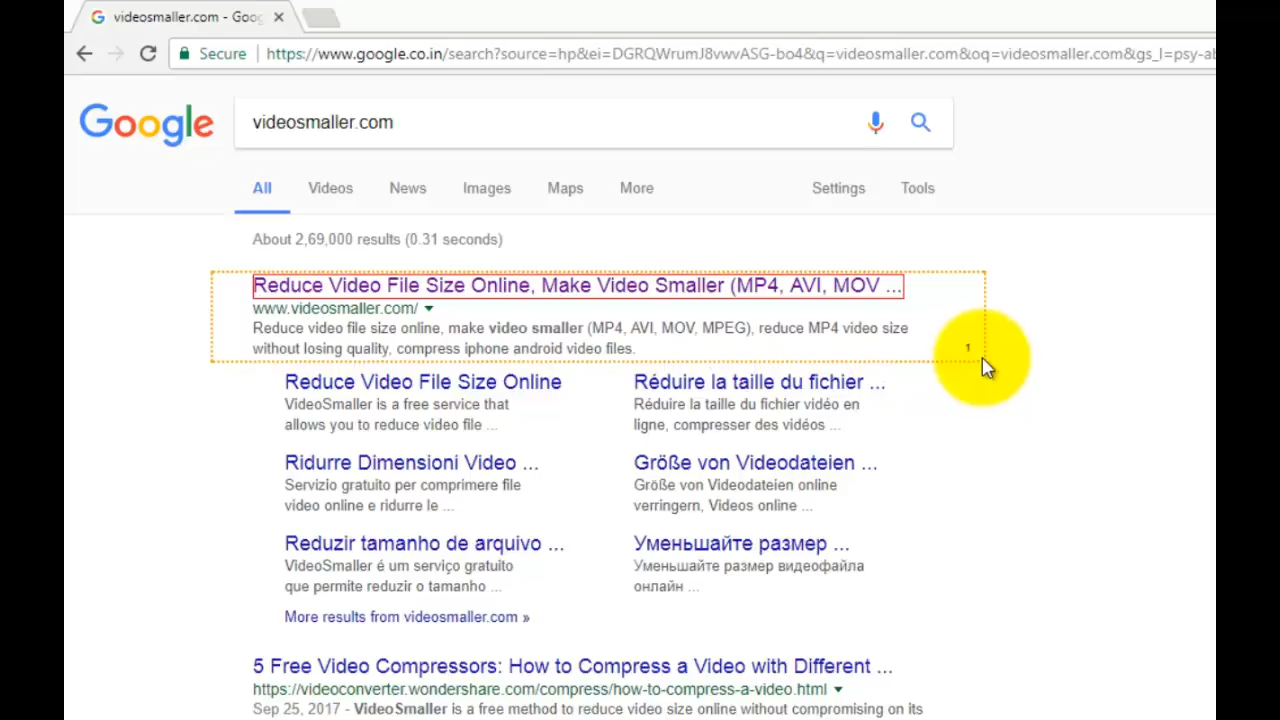 videosmaller.com - Goog
Secure https://www.google.co.in/search?source=hp&ei=DGRQWrumJ8vwvASG-bo4&q=videosmaller.com&oq=videosmaller.com&gs_l=psy-ab
Google videosmaller.com
All Videos News Images Maps More Settings Tools
About 2,69,000 results (0.31 seconds)
Reduce Video File Size Online, Make Video Smaller (MP4, AVI, MOV ...
www.videosmaller.com/
Reduce video file size online, make video smaller (MP4, AVI, MOV, MPEG), reduce MP4 video size
without losing quality, compress iphone android video files.
1
Reduce Video File Size Online
VideoSmaller is a free service that
allows you to reduce video file ...
Réduire la taille du fichier ...
Réduire la taille du fichier vidéo en
ligne, compresser des vidéos ...
Ridurre Dimensioni Video ...
Servizio gratuito per comprimere file
video online e ridurre le ...
Größe von Videodateien ...
Größe von Videodateien online
verringern, Videos online ...
Reduzir tamanho de arquivo ...
VideoSmaller é um serviço gratuito
que permite reduzir o tamanho ...
Уменьшайте размер ...
Уменьшайте размер видеофайла
онлайн ...
More results from videosmaller.com »
5 Free Video Compressors: How to Compress a Video with Different ...
https://videoconverter.wondershare.com/compress/how-to-compress-a-video.html
Sep 25, 2017 - VideoSmaller is a free method to reduce video size online without compromising on its